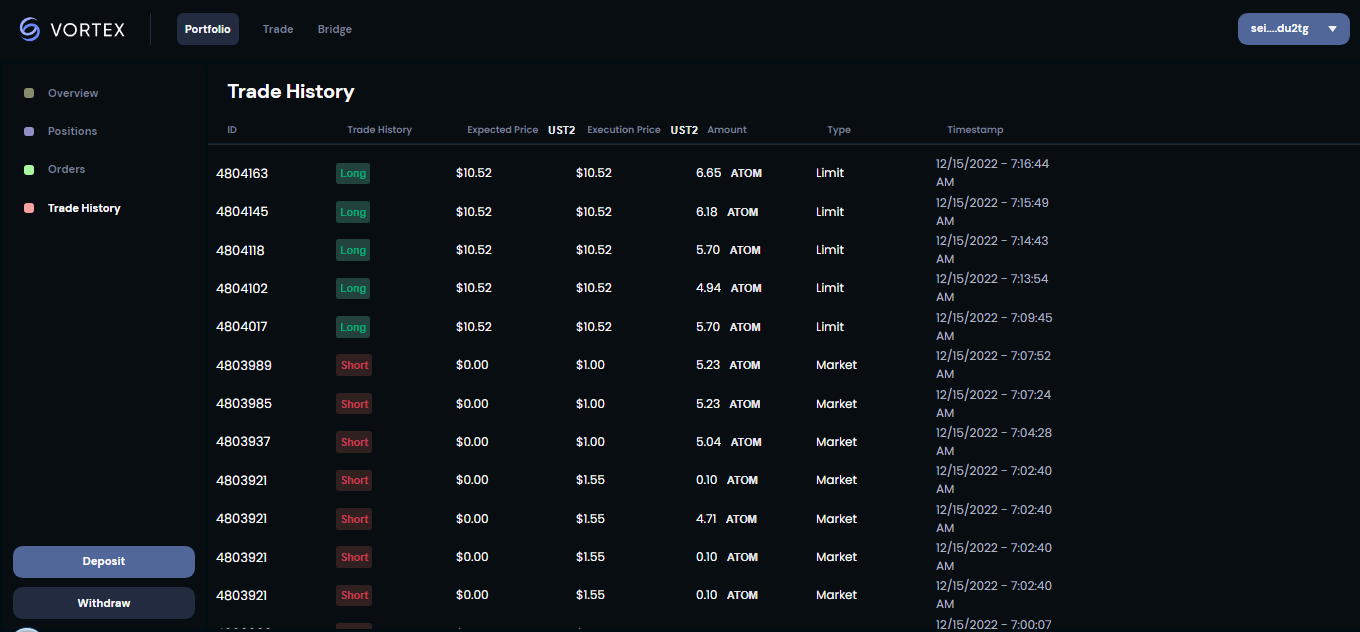 VORTEX Portfolio Trade Bridge sei....du2tg
Overview
Positions
Orders
Trade History
Deposit
Withdraw
Trade History
ID Trade History Expected Price UST2 Execution Price UST2 Amount Type Timestamp
4804163 Long $10.52 $10.52 6.65 ATOM Limit 12/15/2022 - 7:16:44
AM
4804145 Long $10.52 $10.52 6.18 ATOM Limit 12/15/2022 - 7:15:49
AM
4804118 Long $10.52 $10.52 5.70 ATOM Limit 12/15/2022 - 7:14:43
AM
4804102 Long $10.52 $10.52 4.94 ATOM Limit 12/15/2022 - 7:13:54
AM
4804017 Long $10.52 $10.52 5.70 ATOM Limit 12/15/2022 - 7:09:45
AM
4803989 Short $0.00 $1.00 5.23 ATOM Market 12/15/2022 - 7:07:52
AM
4803985 Short $0.00 $1.00 5.23 ATOM Market 12/15/2022 - 7:07:24
AM
4803937 Short $0.00 $1.00 5.04 ATOM Market 12/15/2022 - 7:04:28
AM
4803921 Short $0.00 $1.55 0.10 ATOM Market 12/15/2022 - 7:02:40
AM
4803921 Short $0.00 $1.55 4.71 ATOM Market 12/15/2022 - 7:02:40
AM
4803921 Short $0.00 $1.55 0.10 ATOM Market 12/15/2022 - 7:02:40
AM
4803921 Short $0.00 $1.55 0.10 ATOM Market 12/15/2022 - 7:02:40
AM
12/15/2022 - 7:00:07